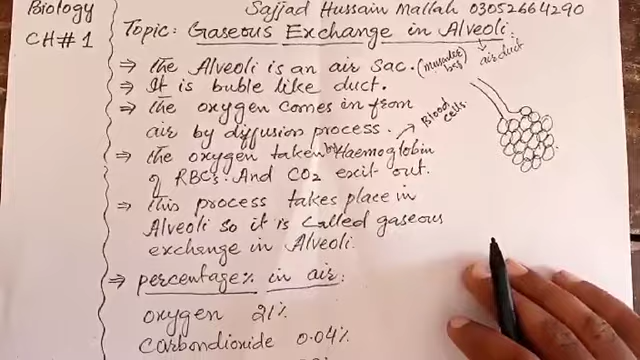 Biology
CH#1
Sajjad Hussain Mallah 03052664290
Topic: Gaseous Exchange in Alveoli.
⇒ The Alveoli is an air sac. (muscular bag) air duct
⇒ It is buble like duct.
⇒ The oxygen comes in from
air by diffusion process.
Blood cells.
⇒ The oxygen taken by Haemoglobin
of RBCs. And CO2 exit out.
⇒ This process takes place in
Alveoli so it is called gaseous
exchange in Alveoli.
⇒ percentage% in air:
oxygen 21%
carbondioxide 0.04%